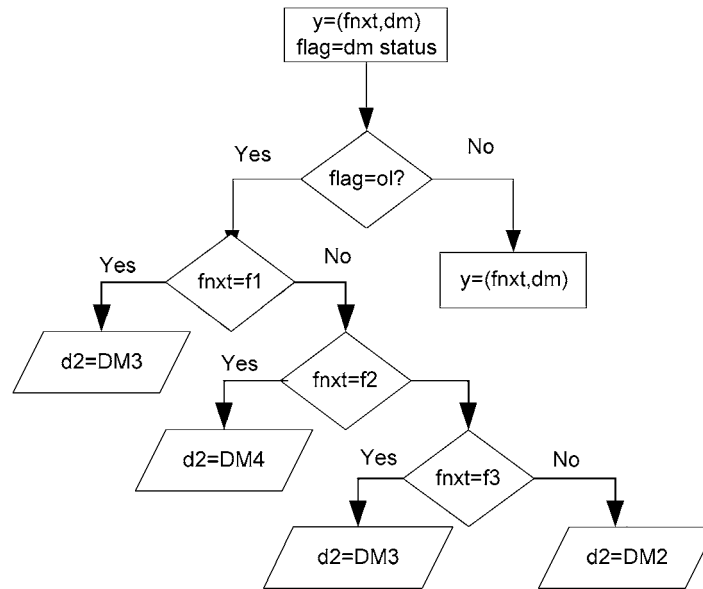 y=(fnxt,dm)
flag=dm status
Yes
No
flag=ol?
Yes
No
fnxt=f1
y=(fnxt,dm)
d2=DM3
Yes
fnxt=f2
d2=DM4
Yes
No
fnxt=f3
d2=DM3
d2=DM2